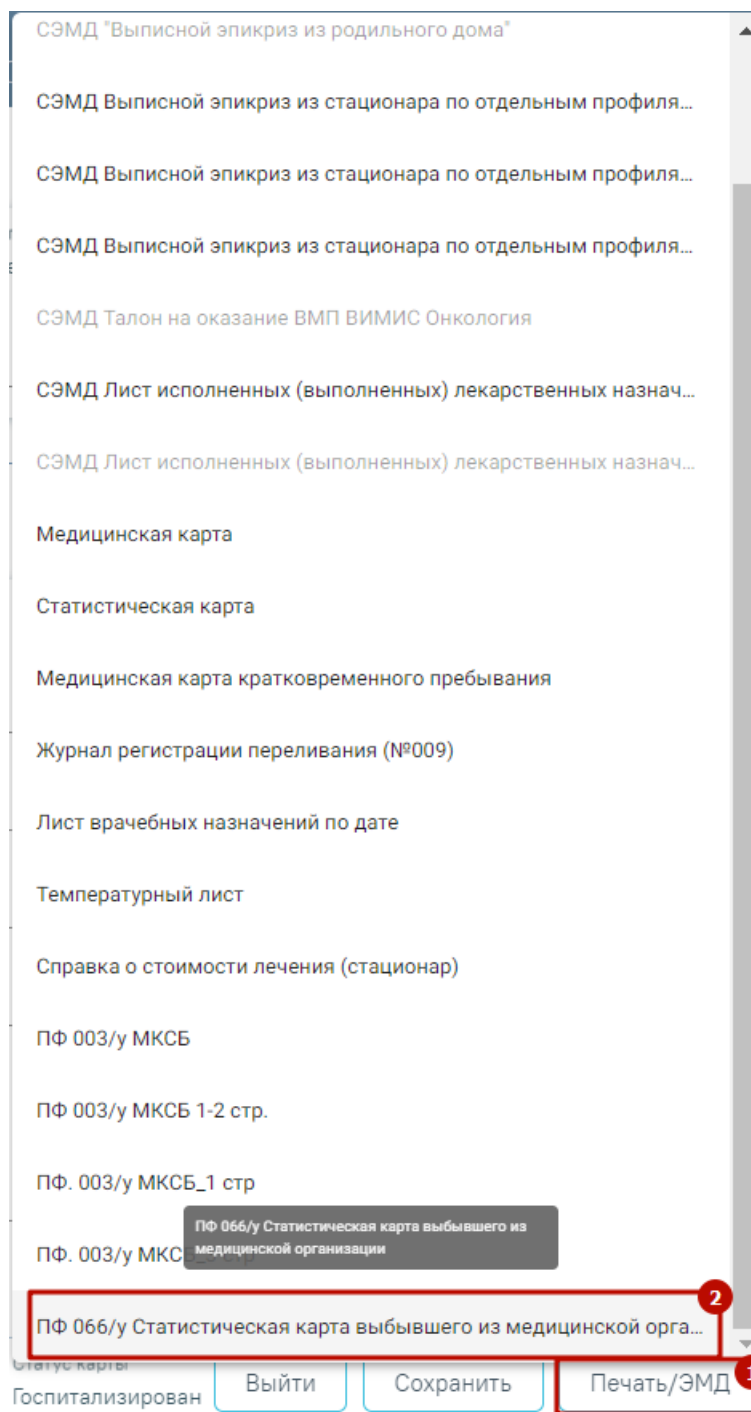 СЭМД "Выписной эпикриз из родильного дома"
СЭМД Выписной эпикриз из стационара по отдельным профиля...
СЭМД Выписной эпикриз из стационара по отдельным профиля...
СЭМД Выписной эпикриз из стационара по отдельным профиля...
СЭМД Талон на оказание ВМП ВИМИС Онкология
СЭМД Лист исполненных (выполненных) лекарственных назнач...
СЭМД Лист исполненных (выполненных) лекарственных назнач...
Медицинская карта
Статистическая карта
Медицинская карта кратковременного пребывания
Журнал регистрации переливания (№009)
Лист врачебных назначений по дате
Температурный лист
Справка о стоимости лечения (стационар)
ПФ 003/у МКСБ
ПФ 003/у МКСБ 1-2 стр.
ПФ. 003/у МКСБ_1 стр
ПФ 066/у Статистическая карта выбывшего из
медицинской организации
ПФ. 003/у МКС
2
ПФ 066/у Статистическая карта выбывшего из медицинской орга...
Статус карты
Госпитализирован
Выйти
Сохранить
Печать/ЭМД
1